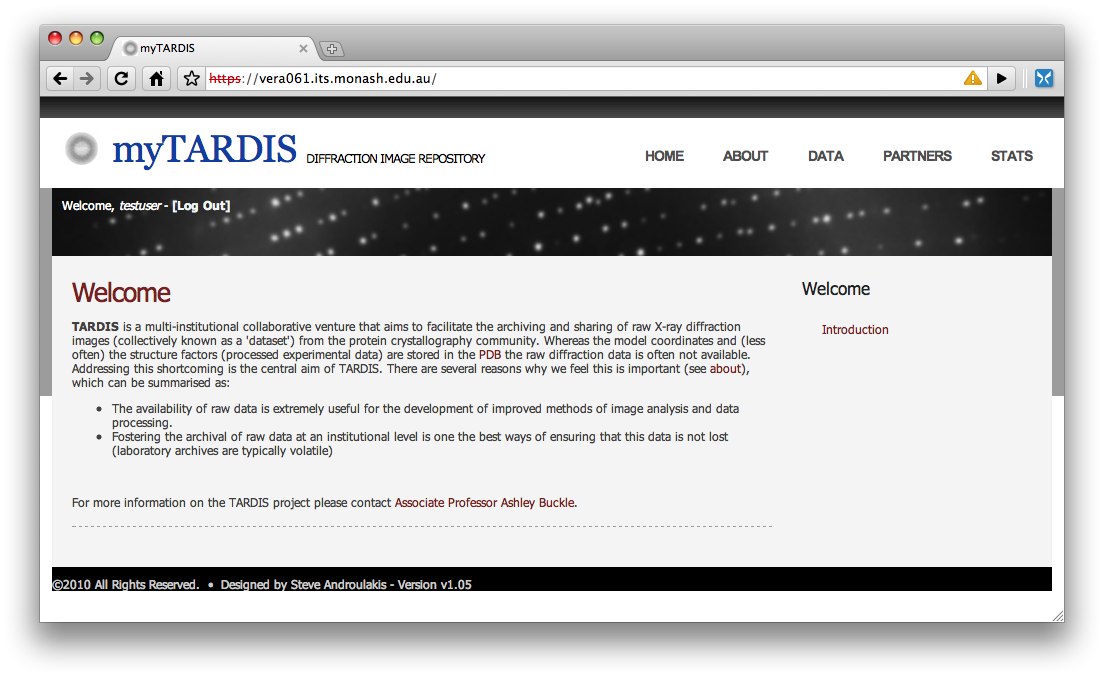 myTARDIS
https://vera061.its.monash.edu.au/
myTARDIS DIFFRACTION IMAGE REPOSITORY
HOME ABOUT DATA PARTNERS STATS
Welcome, testuser - [Log Out]
Welcome
TARDIS is a multi-institutional collaborative venture that aims to facilitate the archiving and sharing of raw X-ray diffraction
images (collectively known as a 'dataset') from the protein crystallography community. Whereas the model coordinates and (less
often) the structure factors (processed experimental data) are stored in the PDB the raw diffraction data is often not available.
Addressing this shortcoming is the central aim of TARDIS. There are several reasons why we feel this is important (see about),
which can be summarised as:
• The availability of raw data is extremely useful for the development of improved methods of image analysis and data
processing.
• Fostering the archival of raw data at an institutional level is one the best ways of ensuring that this data is not lost
(laboratory archives are typically volatile)
For more information on the TARDIS project please contact Associate Professor Ashley Buckle.
Welcome
Introduction
©2010 All Rights Reserved. • Designed by Steve Androulakis - Version v1.05